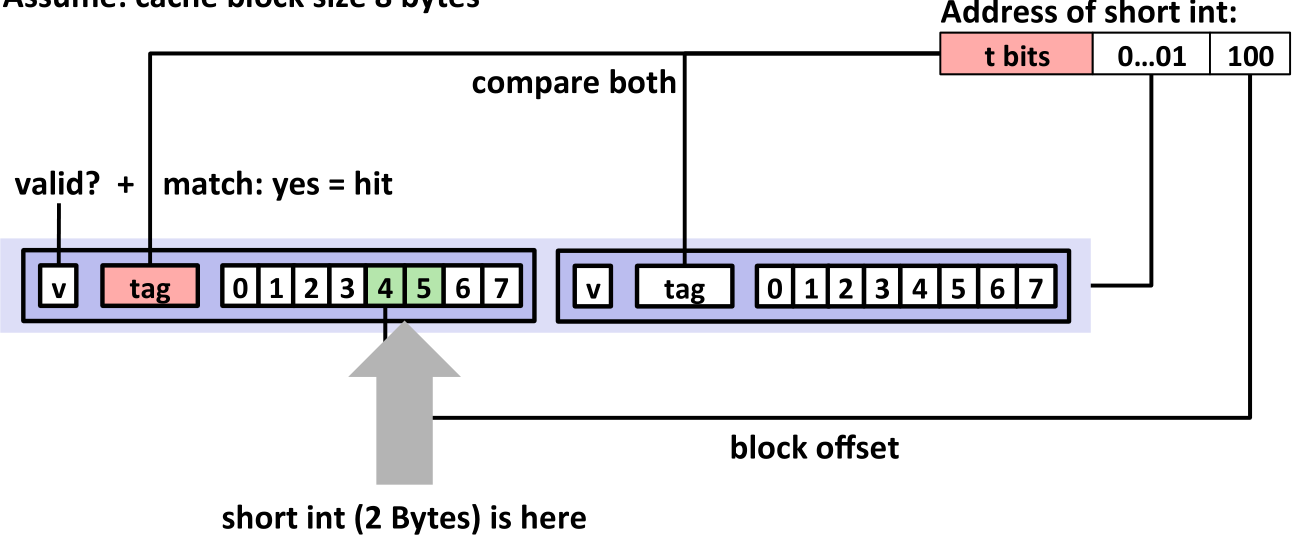 Assume: cache block size 8 bytes
Address of short int:
t bits 0...01 100
compare both
valid? + match: yes = hit
v tag 0 1 2 3 4 5 6 7 v tag 0 1 2 3 4 5 6 7
block offset
short int (2 Bytes) is here